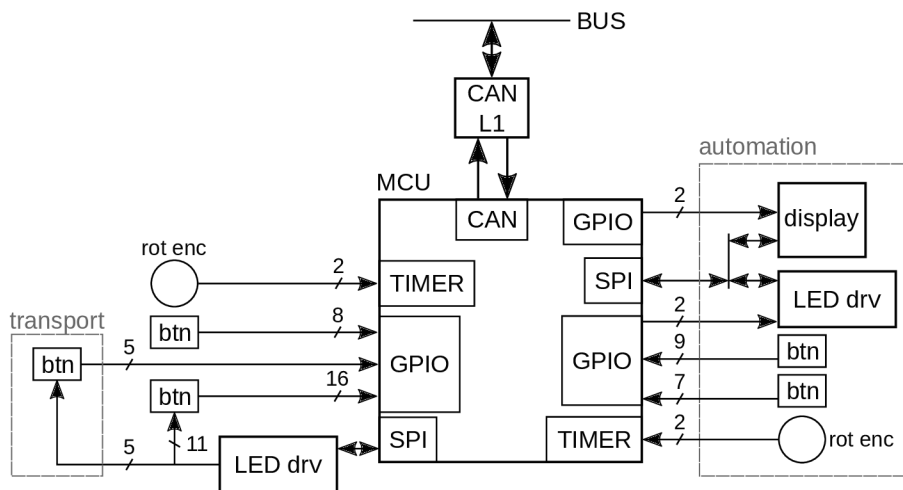 BUS
CAN
L1
automation
MCU
CAN
GPIO
2
display
rot enc
2
TIMER
SPI
LED drv
transport
btn
8
2
btn
5
GPIO
GPIO
9
btn
btn
16
7
btn
5
11
LED drv
SPI
TIMER
2
rot enc